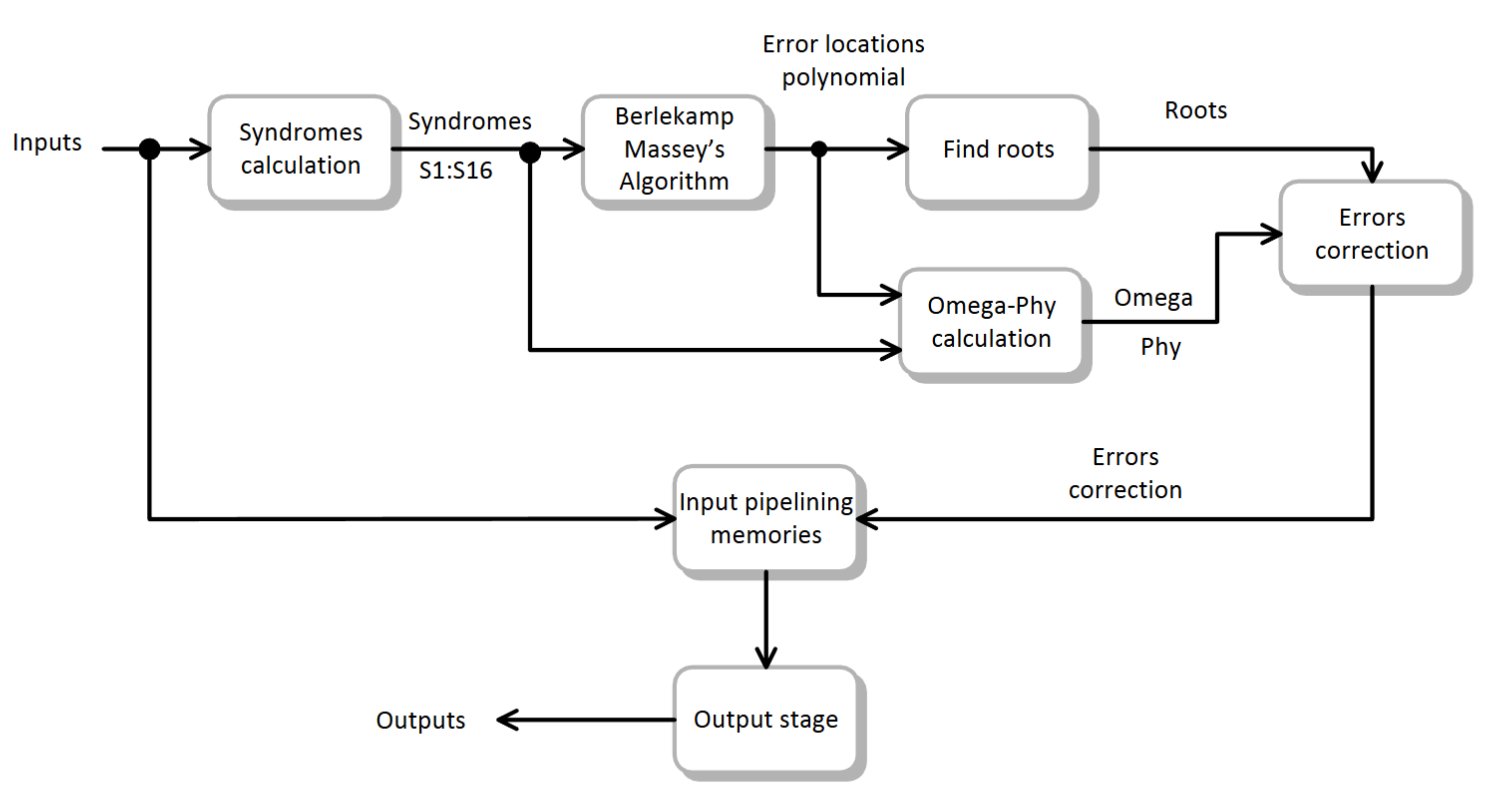 Error locations
polynomial
Inputs
Syndromes
calculation
Syndromes
S1:S16
Berlekamp
Massey’s
Algorithm
Find roots
Roots
Errors
correction
Omega-Phy
calculation
Omega
Phy
Input pipelining
memories
Errors
correction
Outputs
Output stage